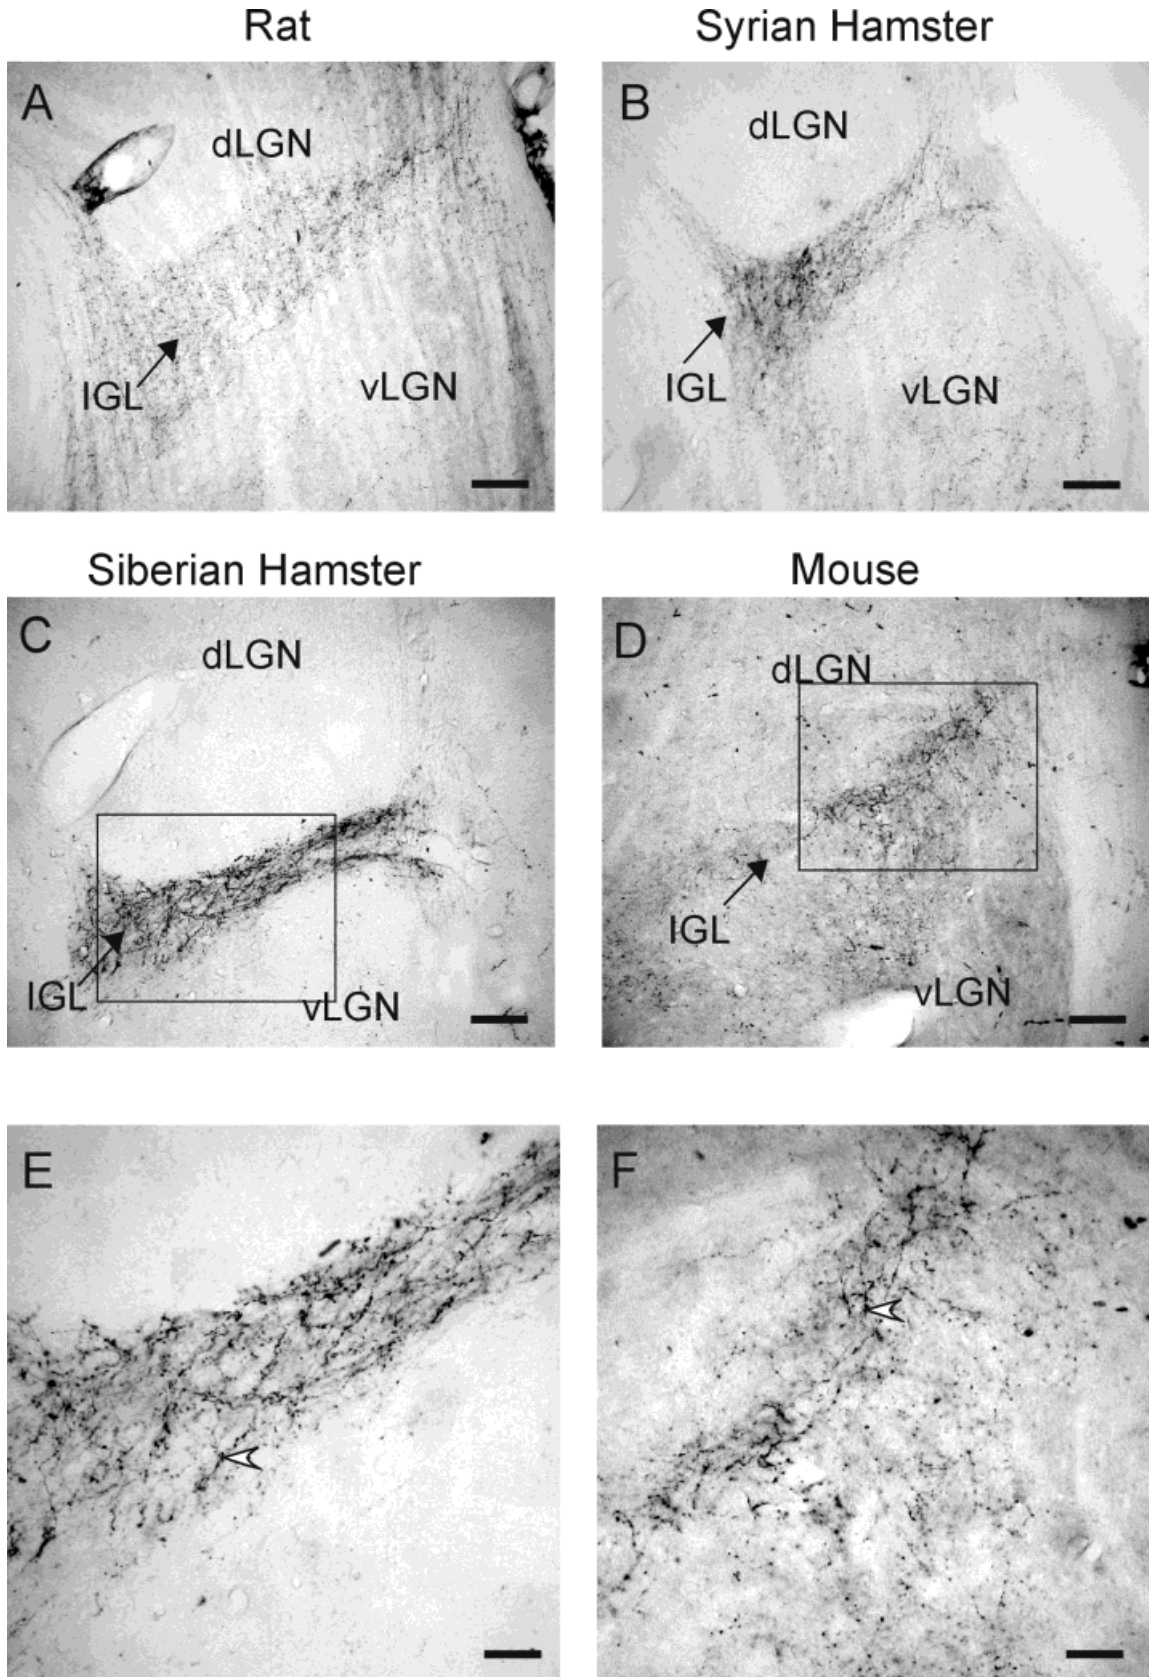 Rat
Syrian Hamster
A
dLGN
IGL
vLGN
B
dLGN
IGL
vLGN
Siberian Hamster
Mouse
C
dLGN
IGL
vLGN
D
dLGN
IGL
vLGN
E
F